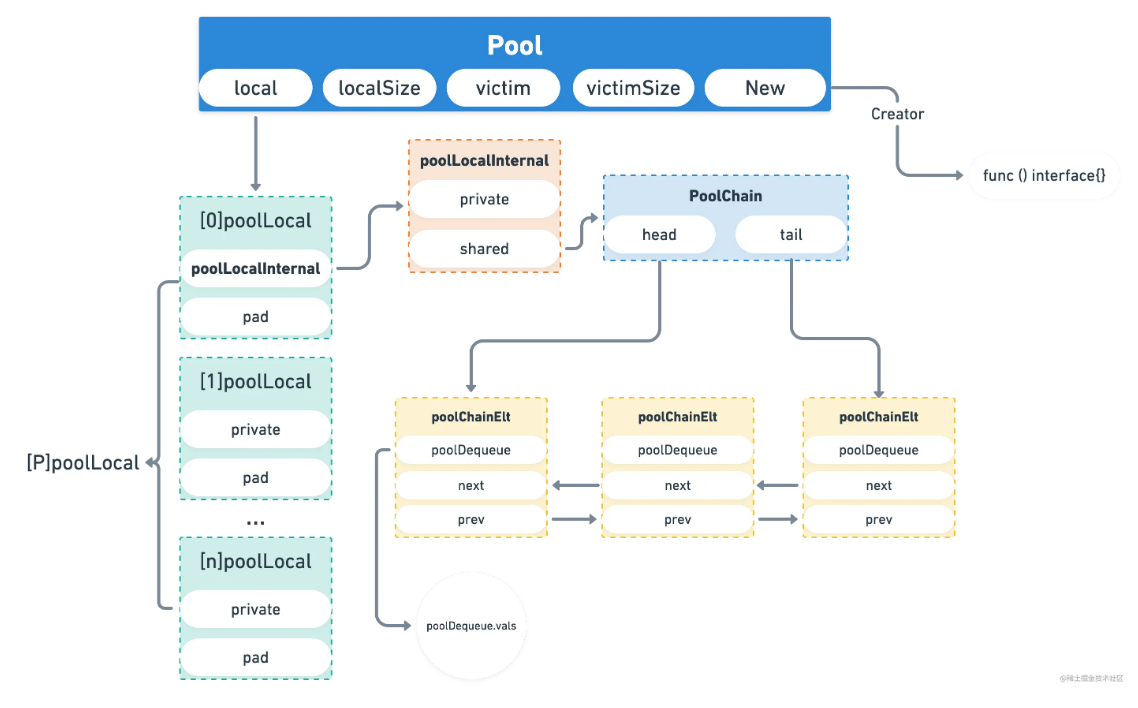 Pool
local
localSize
victim
victimSize
New
Creator
func () interface{}
poolLocalInternal
private
shared
PoolChain
head
tail
[0]poolLocal
poolLocalInternal
pad
[1]poolLocal
private
pad
...
[n]poolLocal
private
pad
[P]poolLocal
poolChainElt
poolDequeue
next
prev
poolChainElt
poolDequeue
next
prev
poolChainElt
poolDequeue
next
prev
poolDequeue.vals
@稀土掘金技术社区